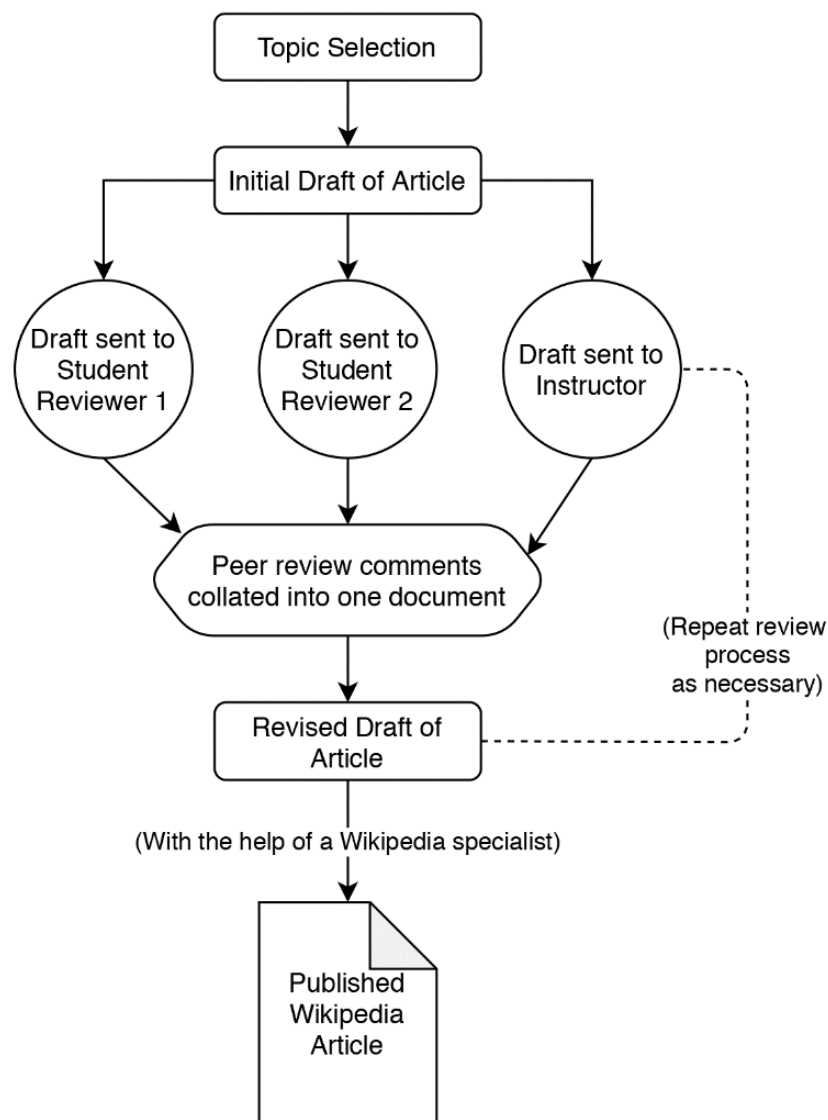 Topic Selection
Initial Draft of Article
Draft sent to
Student
Reviewer 1
Draft sent to
Student
Reviewer 2
Draft sent to
Instructor
Peer review comments
collated into one document
(Repeat review
process
as necessary)
Revised Draft of
Article
(With the help of a Wikipedia specialist)
Published
Wikipedia
Article